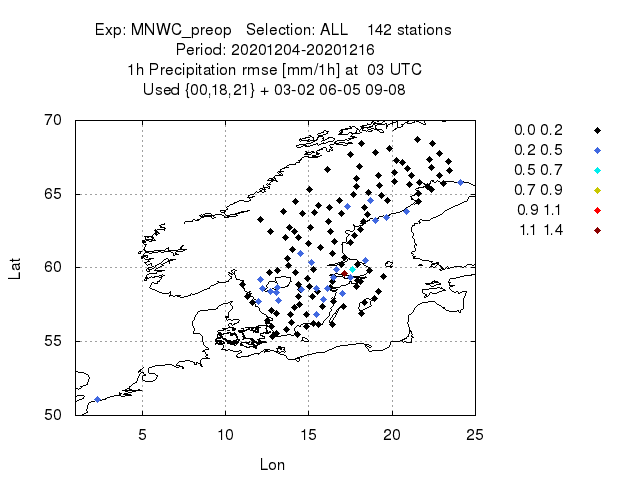 Exp: MNWC_preop   Selection: ALL    142 stations
Period: 20201204-20201216
1h Precipitation rmse [mm/1h] at  03 UTC
Used {00,18,21} + 03-02 06-05 09-08
70
65
60
55
50
Lat
5
10
15
20
25
Lon
0.0 0.2
0.2 0.5
0.5 0.7
0.7 0.9
0.9 1.1
1.1 1.4